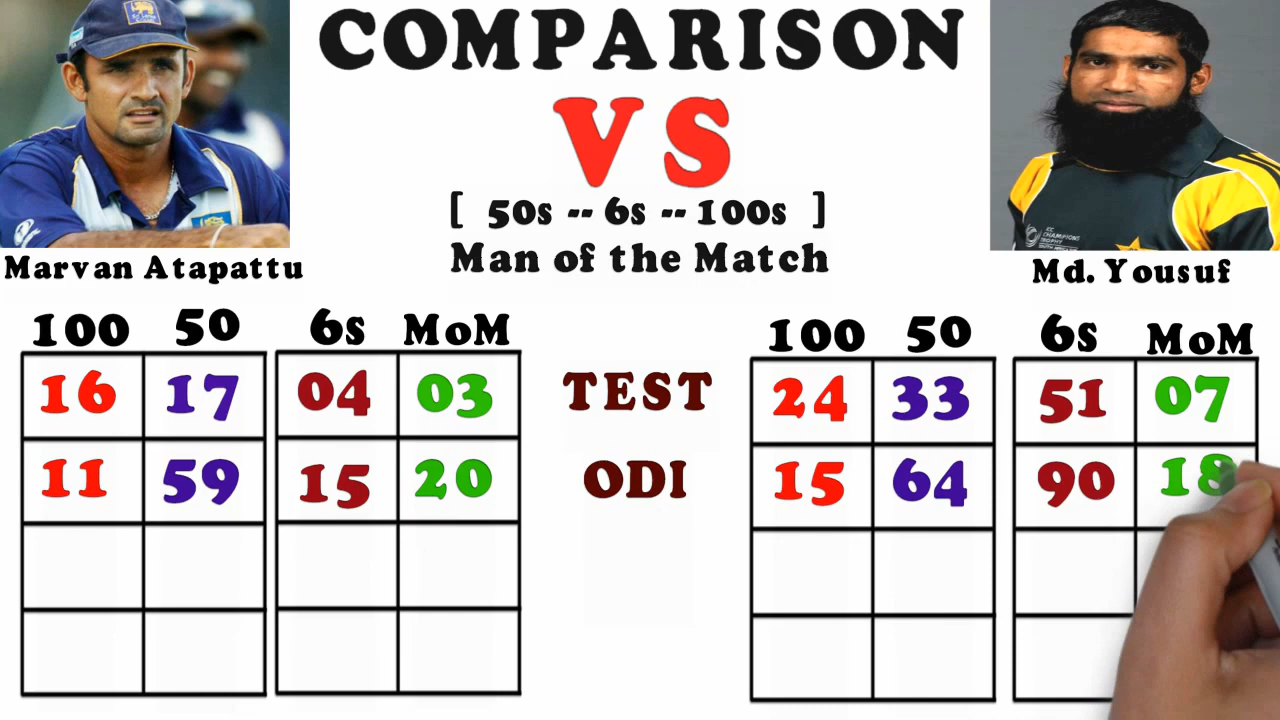 COMPARISON
VS
[ 50s -- 6s -- 100s ]
Man of the Match
Marvan Atapattu
Md. Yousuf
100 50 6s MoM
100 50 6s MoM
16 17 04 03 TEST 24 33 51 07
11 59 15 20 ODI 15 64 90 18